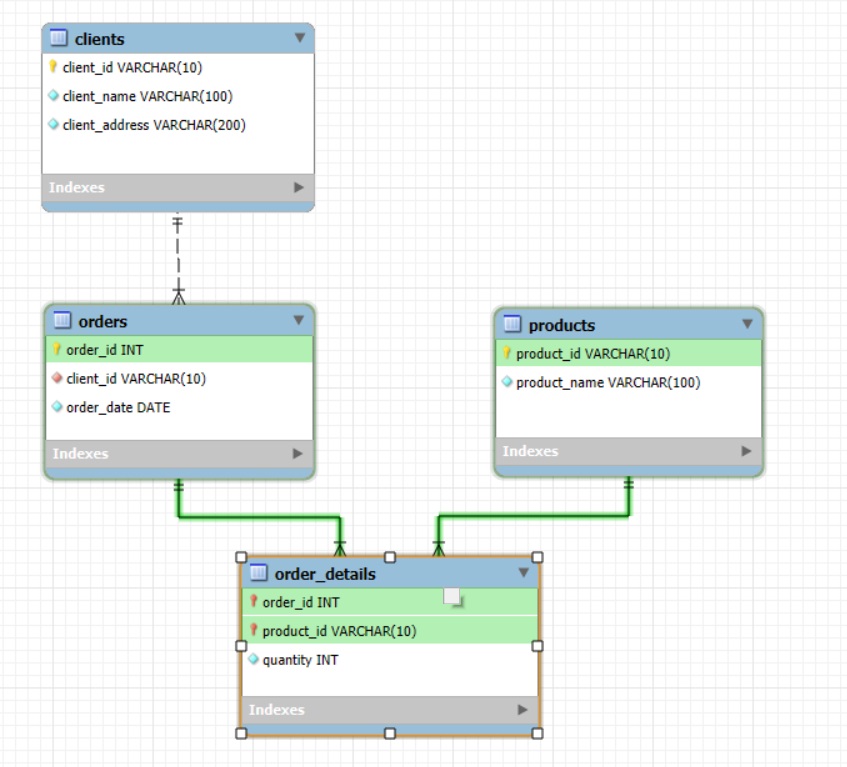 clients
client_id VARCHAR(10)
client_name VARCHAR(100)
client_address VARCHAR(200)
Indexes
orders
order_id INT
client_id VARCHAR(10)
order_date DATE
Indexes
products
product_id VARCHAR(10)
product_name VARCHAR(100)
Indexes
order_details
order_id INT
product_id VARCHAR(10)
quantity INT
Indexes